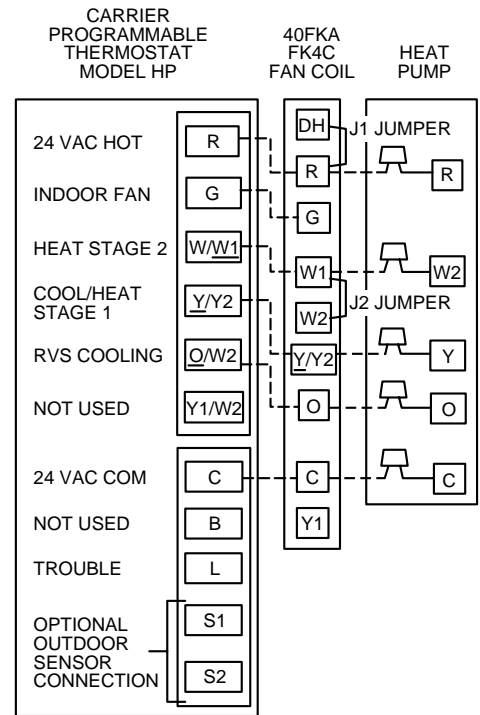 CARRIER
PROGRAMMABLE
THERMOSTAT
MODEL HP
40FKA
FK4C
FAN COIL
HEAT
PUMP
24 VAC HOT
R
INDOOR FAN
G
HEAT STAGE 2
W/W1
COOL/HEAT
STAGE 1
Y/Y2
RVS COOLING
O/W2
NOT USED
Y1/W2
24 VAC COM
C
NOT USED
B
TROUBLE
L
OPTIONAL
OUTDOOR
SENSOR
CONNECTION
S1
S2
DH
J1 JUMPER
R
G
W1
J2 JUMPER
W2
Y/Y2
O
C
Y1
R
W2
Y
O
C